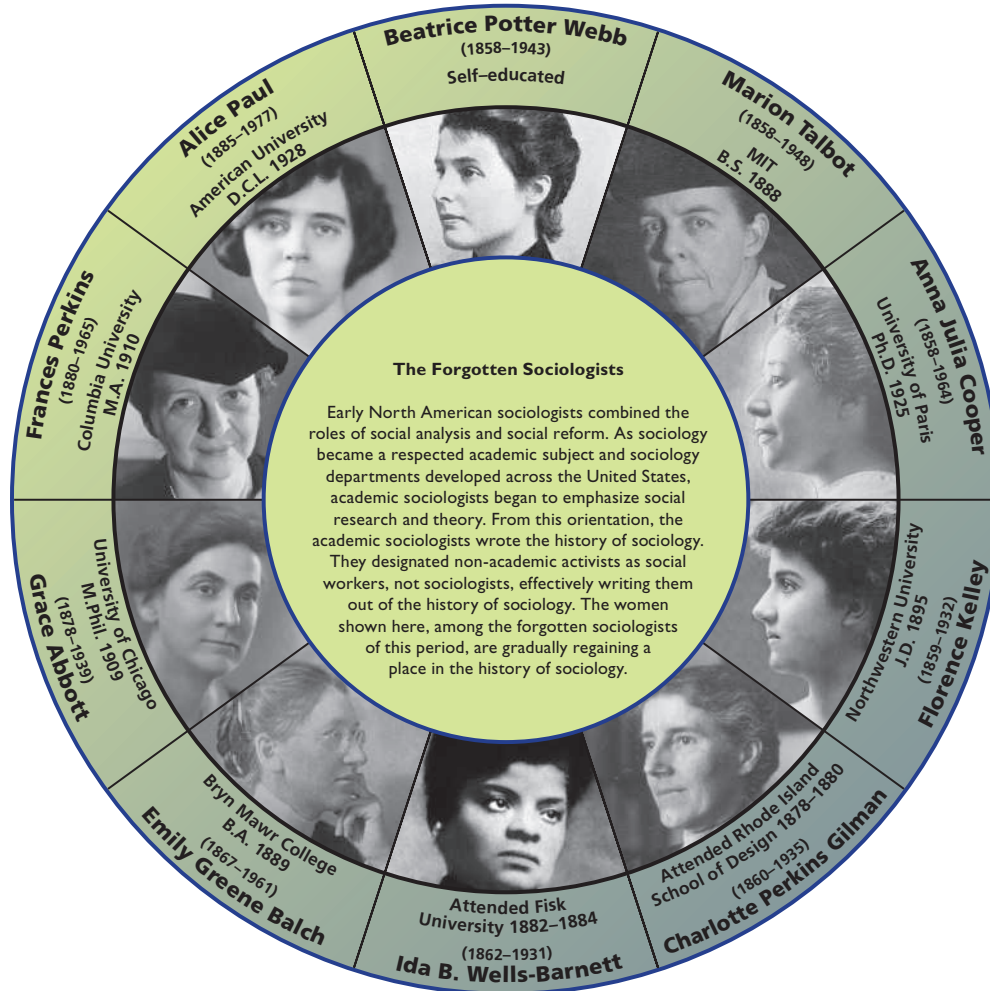 Beatrice Potter Webb
(1858–1943)
Self–educated
Marion Talbot
(1858–1948)
MIT
B.S. 1888
Anna Julia Cooper
(1858–1964)
University of Paris
Ph.D. 1925
Florence Kelley
(1859–1932)
Northwestern University
J.D. 1895
Attended Rhode Island
School of Design 1878–1880
(1860–1935)
Charlotte Perkins Gilman
Attended Fisk
University 1882–1884
(1862–1931)
Ida B. Wells-Barnett
Bryn Mawr College
B.A. 1889
(1867–1961)
Emily Greene Balch
University of Chicago
M.Phil. 1909
(1878–1939)
Grace Abbott
Frances Perkins
(1880–1965)
Columbia University
M.A. 1910
Alice Paul
(1885–1977)
American University
D.C.L. 1928
The Forgotten Sociologists
Early North American sociologists combined the
roles of social analysis and social reform. As sociology
became a respected academic subject and sociology
departments developed across the United States,
academic sociologists began to emphasize social
research and theory. From this orientation, the
academic sociologists wrote the history of sociology.
They designated non-academic activists as social
workers, not sociologists, effectively writing them
out of the history of sociology. The women
shown here, among the forgotten sociologists
of this period, are gradually regaining a
place in the history of sociology.